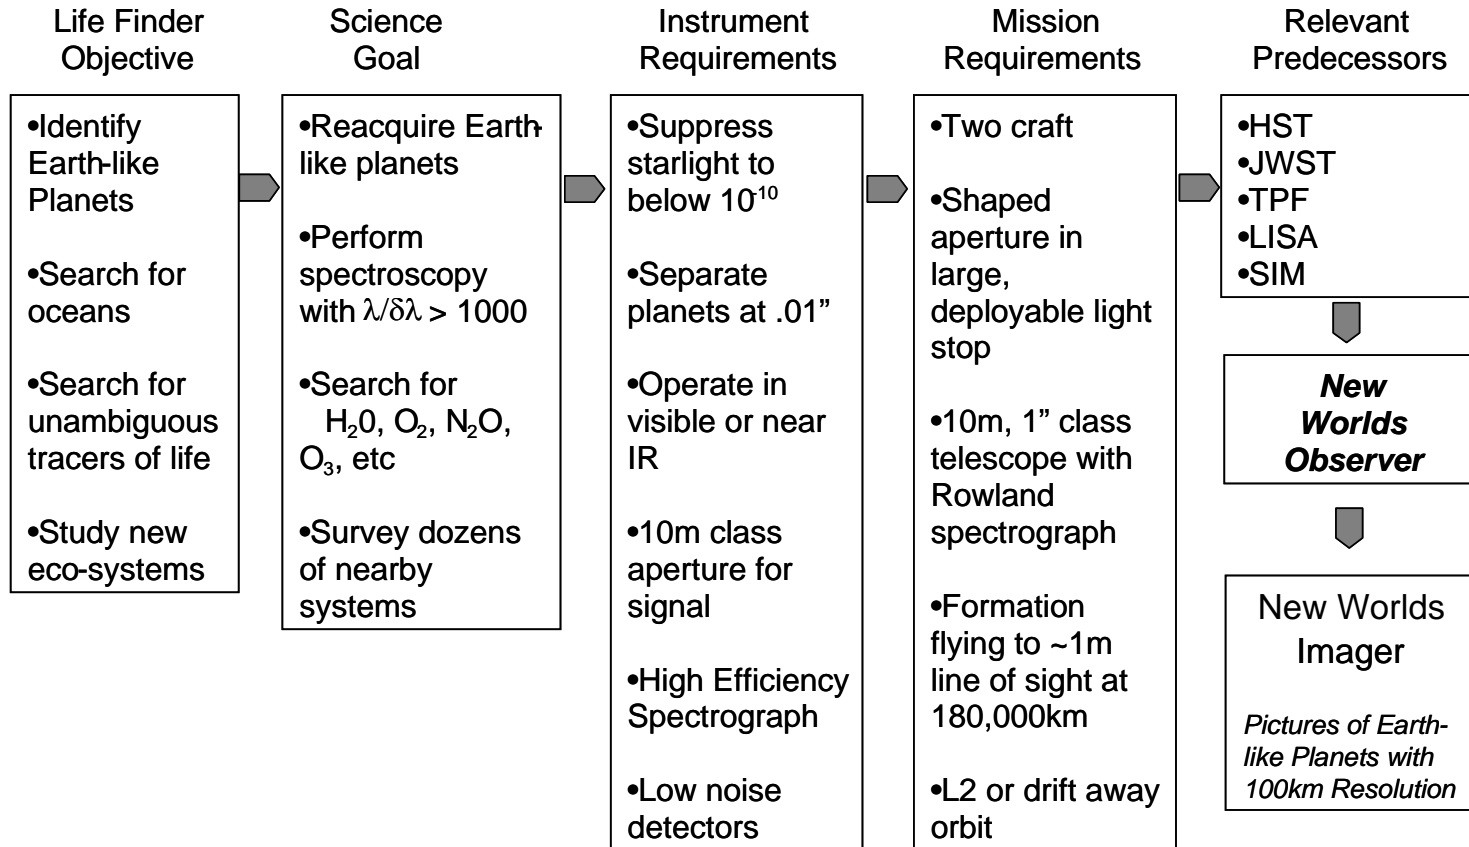 Life Finder
Objective
•Identify
Earth-like
Planets
•Search for
oceans
•Search for
unambiguous
tracers of life
•Study new
eco-systems
Science
Goal
•Reacquire Earth-
like planets
•Perform
spectroscopy
with λ/δλ > 1000
•Search for
H₂0, O₂, N₂O,
O₃, etc
•Survey dozens
of nearby
systems
Instrument
Requirements
•Suppress
starlight to
below 10⁻¹⁰
•Separate
planets at .01”
•Operate in
visible or near
IR
•10m class
aperture for
signal
•High Efficiency
Spectrograph
•Low noise
detectors
Mission
Requirements
•Two craft
•Shaped
aperture in
large,
deployable light
stop
•10m, 1” class
telescope with
Rowland
spectrograph
•Formation
flying to ~1m
line of sight at
180,000km
•L2 or drift away
orbit
Relevant
Predecessors
•HST
•JWST
•TPF
•LISA
•SIM
New
Worlds
Observer
New Worlds
Imager
Pictures of Earth-
like Planets with
100km Resolution